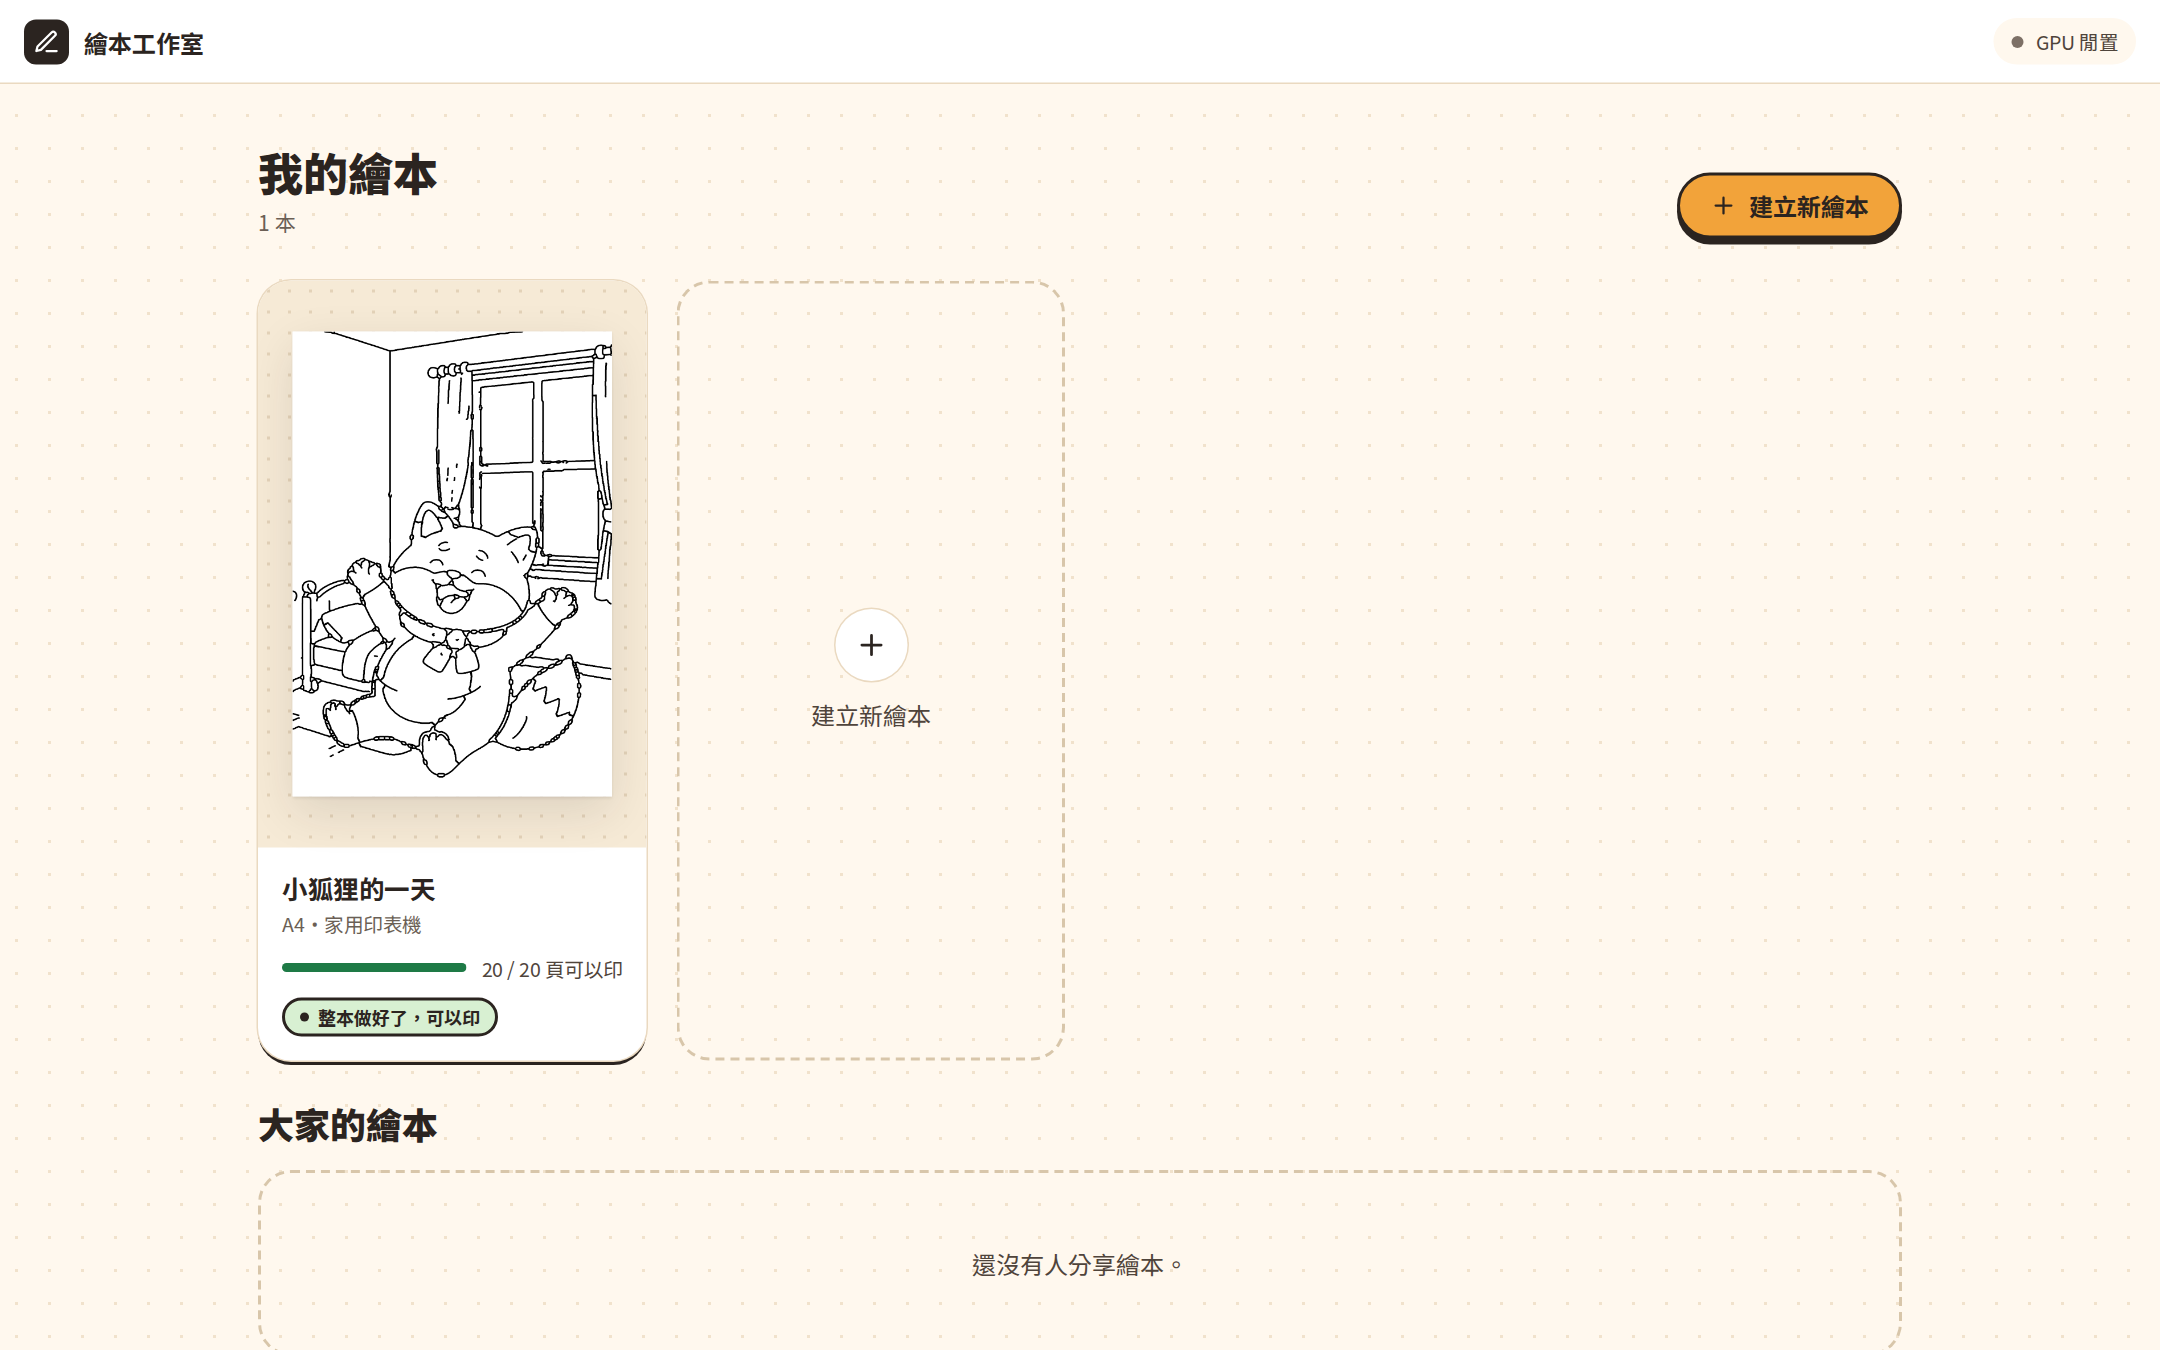 繪本工作室
GPU 閒置
我的繪本
1 本
建立新繪本
建立新繪本
小狐狸的一天
A4・家用印表機
20 / 20 頁可以印
整本做好了，可以印
大家的繪本
還沒有人分享繪本。